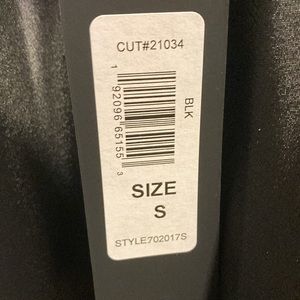 CUT#21034
BLK
1 92096 65155 3
SIZE
S
STYLE702017S